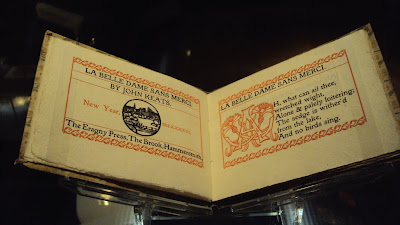 LA BELLE DAME SANS MERCI
BY JOHN KEATS.
New Year
The Eragny Press, The Brook, Hammersmith
LA BELLE DAME SANS MERCI
H, what can ail thee,
wretched wight,
Alone & palely loitering;
The sedge is wither'd
from the lake,
And no birds sing.